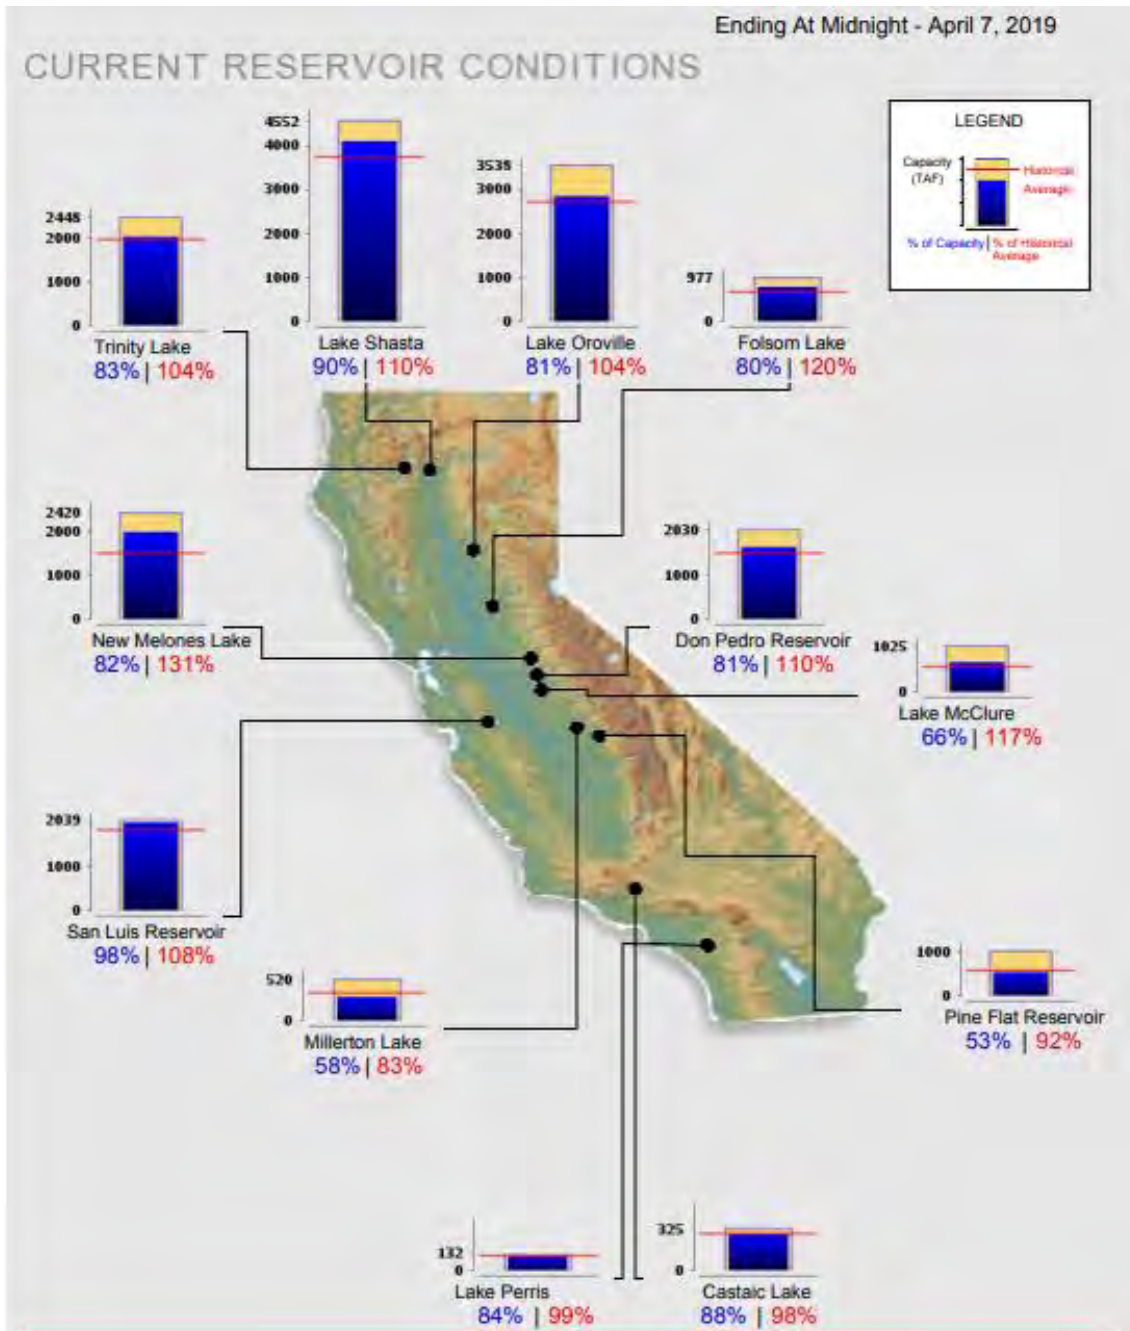 Ending At Midnight - April 7, 2019
CURRENT RESERVOIR CONDITIONS
LEGEND
Capacity
(TAF)
Historical
Average
% of Capacity | % of Historical
Average
4552
4000
3000
2000
1000
0
Lake Shasta
90% | 110%
3538
3000
2000
1000
0
Lake Oroville
81% | 104%
2448
2000
1000
0
Trinity Lake
83% | 104%
977
0
Folsom Lake
80% | 120%
2420
2000
1000
0
New Melones Lake
82% | 131%
2030
1000
0
Don Pedro Reservoir
81% | 110%
1025
0
Lake McClure
66% | 117%
2039
1000
0
San Luis Reservoir
98% | 108%
520
0
Millerton Lake
58% | 83%
1000
0
Pine Flat Reservoir
53% | 92%
132
0
Lake Perris
84% | 99%
325
0
Castaic Lake
88% | 98%